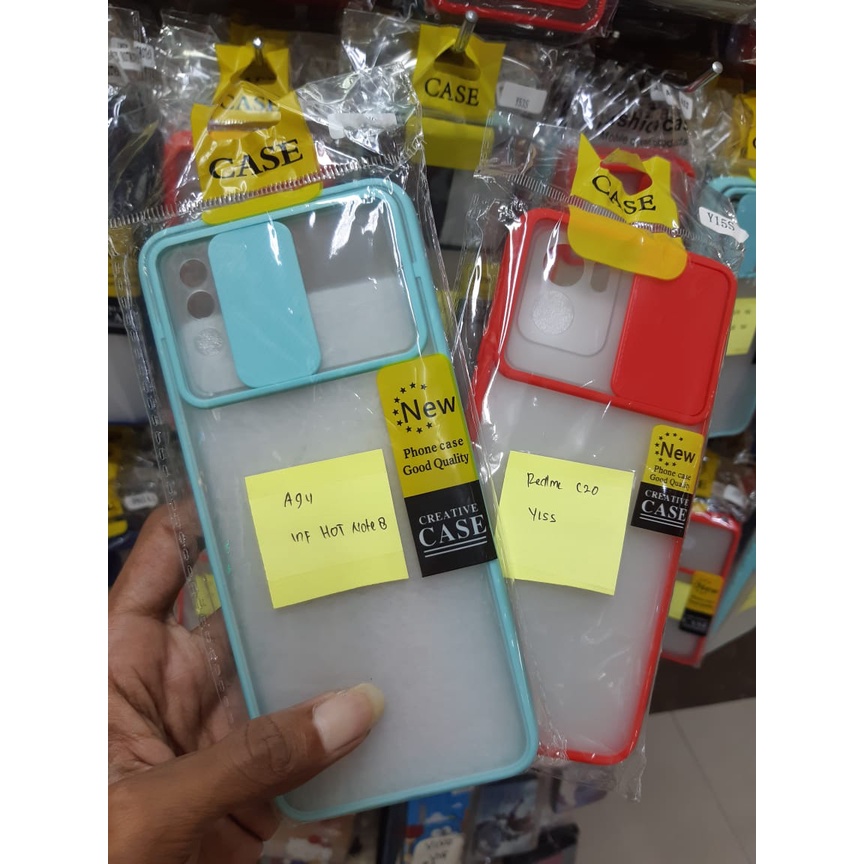 CASE
CASE
CASE
CASE
Y15S
New
Phone case
Good Quality
CREATIVE
CASE
A94
INF HOT Note 8
New
Phone case
Good Quality
CREATIVE
CASE
Realme C20
Y15S